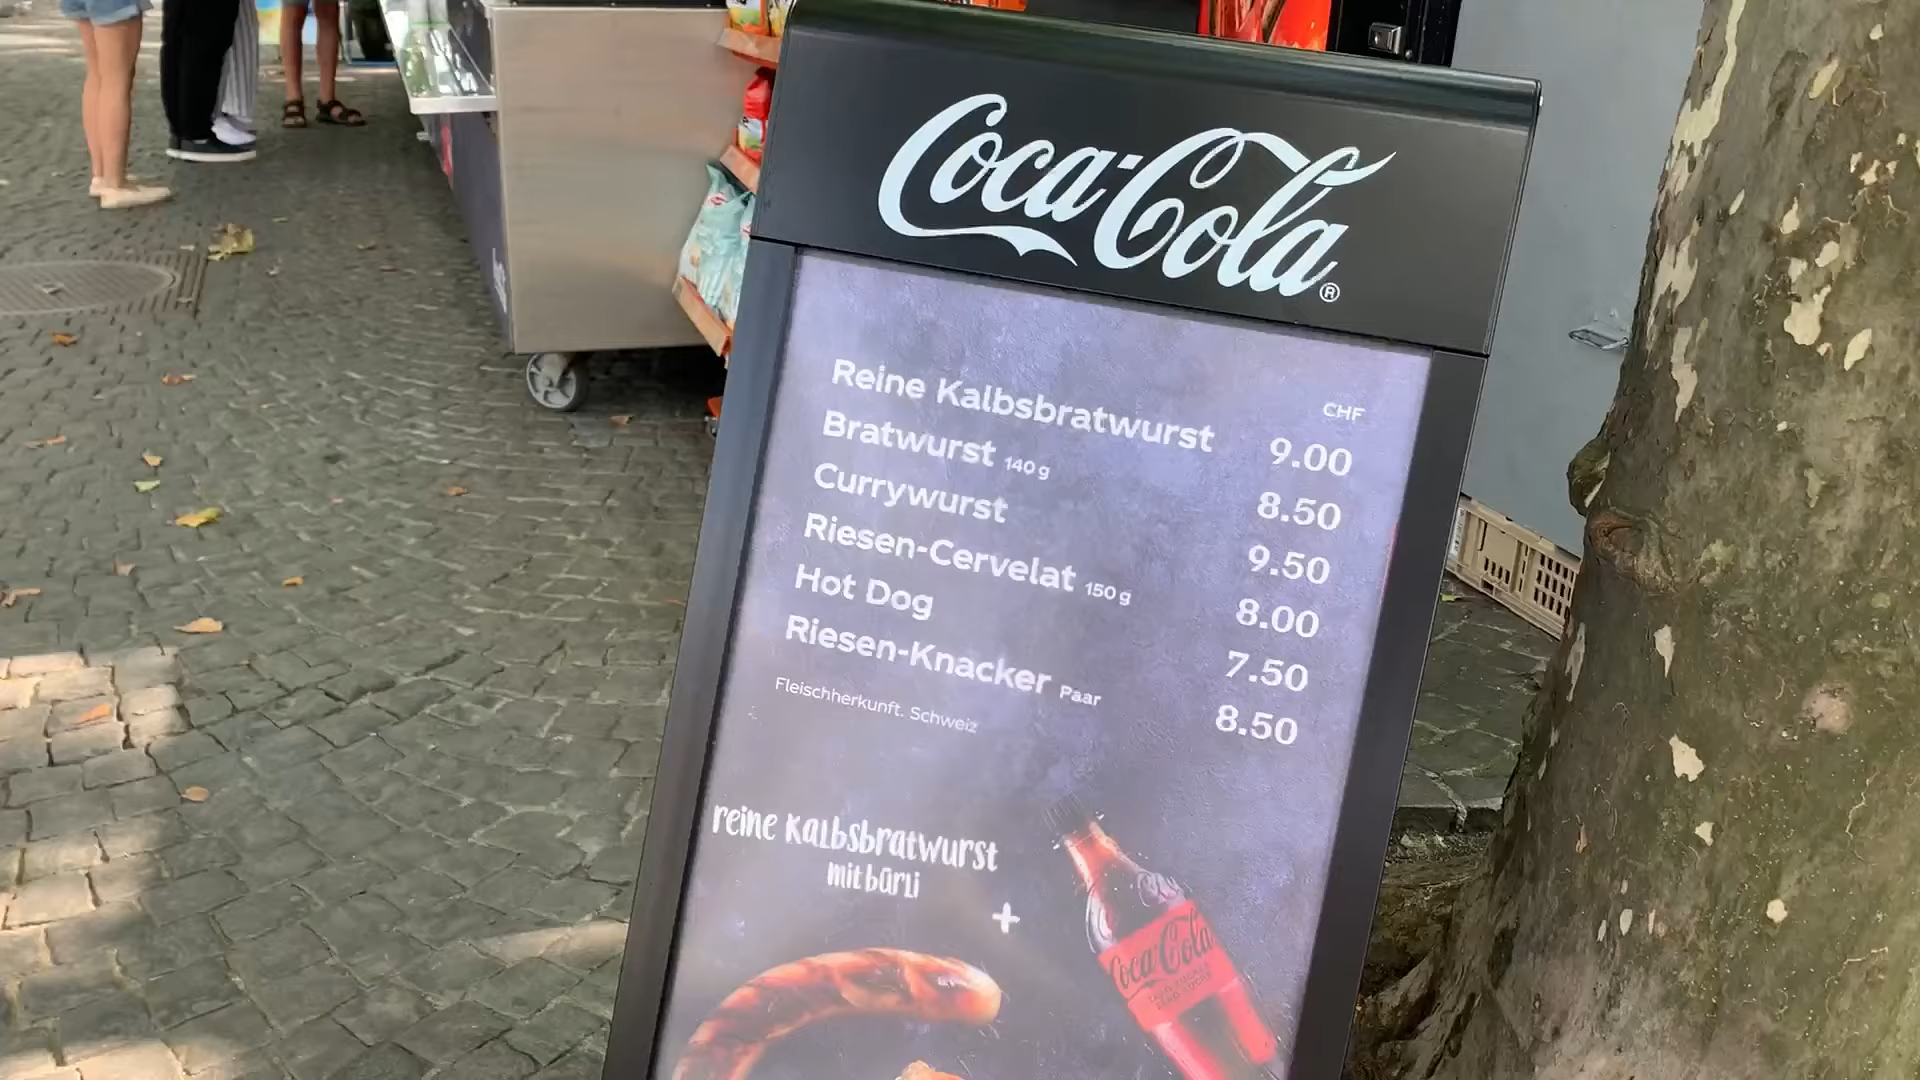 Coca-Cola®
CHF
Reine Kalbsbratwurst 9.00
Bratwurst 140 g 8.50
Currywurst 9.50
Riesen-Cervelat 150 g 8.00
Hot Dog 7.50
Riesen-Knacker Paar 8.50
Fleischherkunft. Schweiz
reine Kalbsbratwurst
mit bürli
+
Coca-Cola